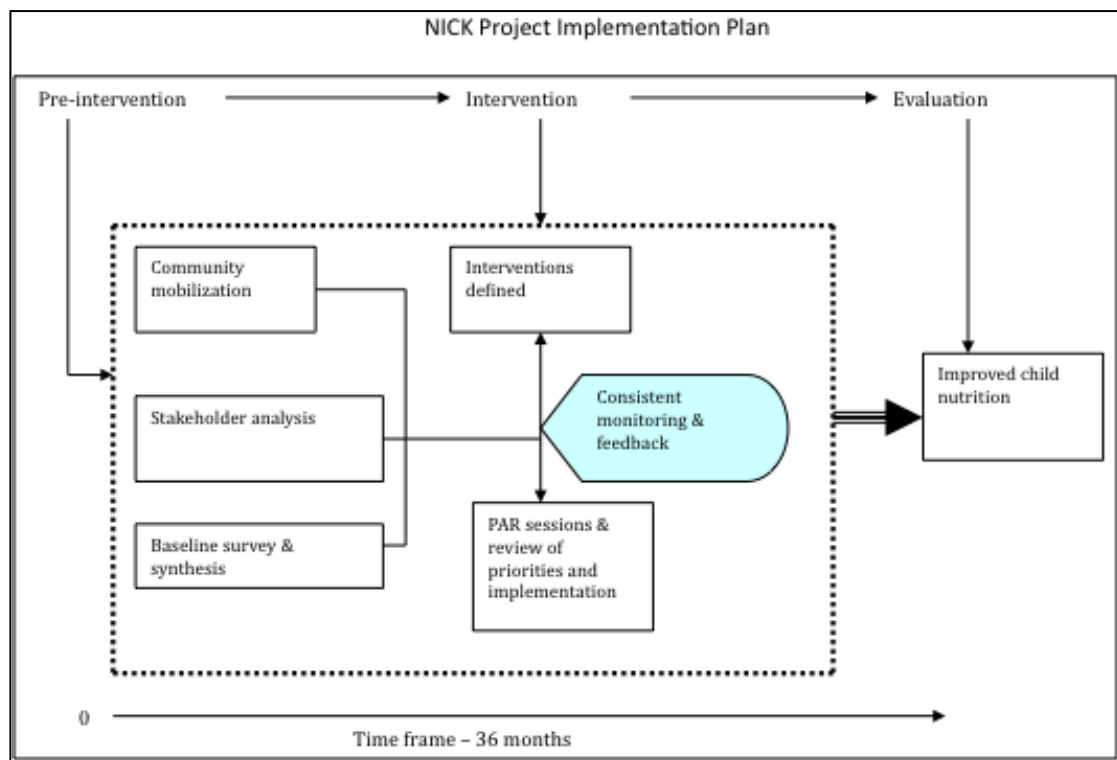 NICK Project Implementation Plan
Pre-intervention
Intervention
Evaluation
Community
mobilization
Interventions
defined
Stakeholder analysis
Consistent
monitoring &
feedback
Improved child
nutrition
Baseline survey &
synthesis
PAR sessions &
review of
priorities and
implementation
0
Time frame – 36 months